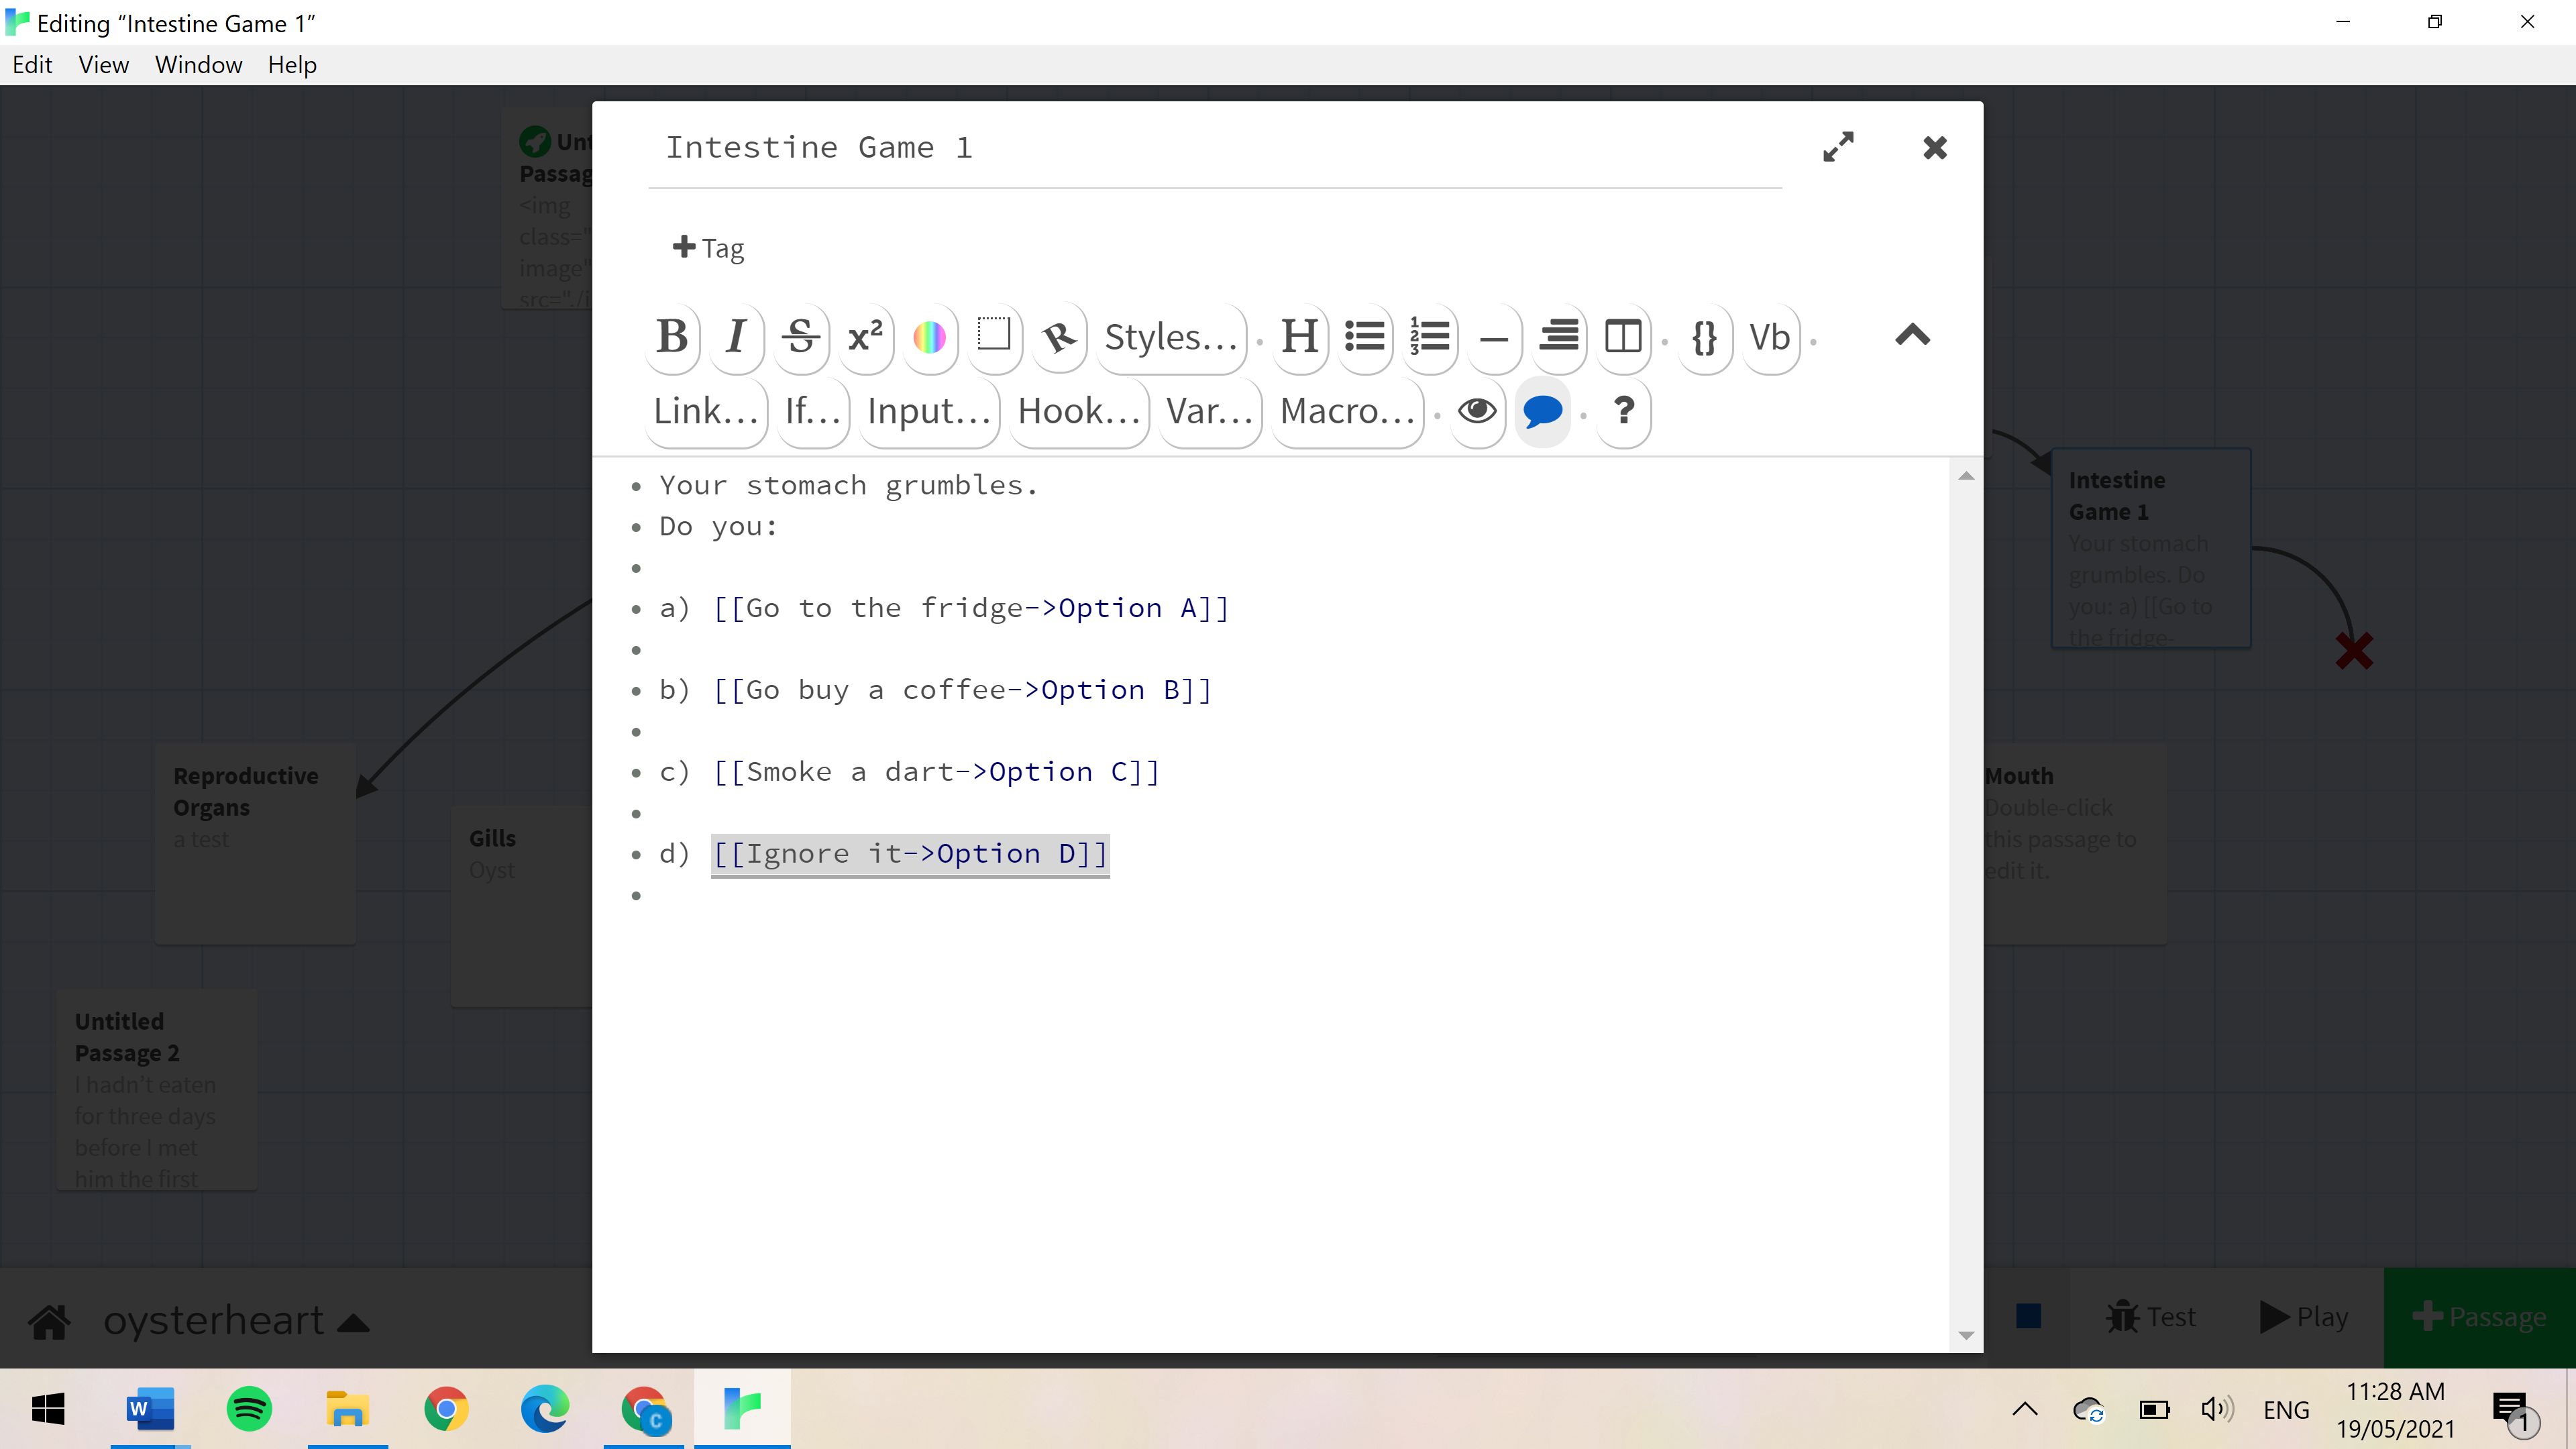 Editing “Intestine Game 1”
Edit View Window Help
Unt
Passag
<img
class="
image"
src="./i
Intestine Game 1
+ Tag
B I S x² R Styles… H {} Vb
Link… If… Input… Hook… Var… Macro… ?
Your stomach grumbles.
Do you:
a) [[Go to the fridge->Option A]]
b) [[Go buy a coffee->Option B]]
c) [[Smoke a dart->Option C]]
d) [[Ignore it->Option D]]
Intestine
Game 1
Your stomach
grumbles. Do
you: a) [[Go to
the fridge-
Reproductive
Organs
a test
Gills
Oyst
Mouth
Double-click
this passage to
edit it.
Untitled
Passage 2
I hadn't eaten
for three days
before I met
him the first
oysterheart
Test Play +Passage
ENG
11:28 AM
19/05/2021
1